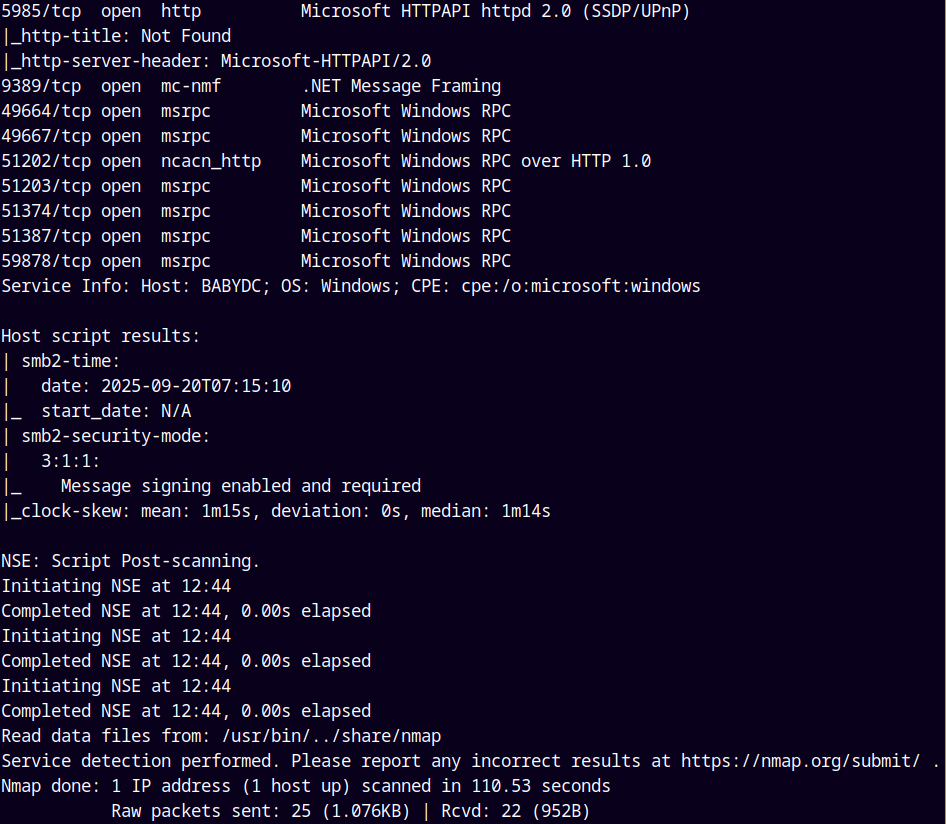 5985/tcp  open  http          Microsoft HTTPAPI httpd 2.0 (SSDP/UPnP)
|_http-title: Not Found
|_http-server-header: Microsoft-HTTPAPI/2.0
9389/tcp  open  mc-nmf        .NET Message Framing
49664/tcp open  msrpc         Microsoft Windows RPC
49667/tcp open  msrpc         Microsoft Windows RPC
51202/tcp open  ncacn_http    Microsoft Windows RPC over HTTP 1.0
51203/tcp open  msrpc         Microsoft Windows RPC
51374/tcp open  msrpc         Microsoft Windows RPC
51387/tcp open  msrpc         Microsoft Windows RPC
59878/tcp open  msrpc         Microsoft Windows RPC
Service Info: Host: BABYDC; OS: Windows; CPE: cpe:/o:microsoft:windows

Host script results:
| smb2-time:
|   date: 2025-09-20T07:15:10
|_  start_date: N/A
| smb2-security-mode:
|   3:1:1:
|_    Message signing enabled and required
|_clock-skew: mean: 1m15s, deviation: 0s, median: 1m14s

NSE: Script Post-scanning.
Initiating NSE at 12:44
Completed NSE at 12:44, 0.00s elapsed
Initiating NSE at 12:44
Completed NSE at 12:44, 0.00s elapsed
Initiating NSE at 12:44
Completed NSE at 12:44, 0.00s elapsed
Read data files from: /usr/bin/../share/nmap
Service detection performed. Please report any incorrect results at https://nmap.org/submit/ .
Nmap done: 1 IP address (1 host up) scanned in 110.53 seconds
           Raw packets sent: 25 (1.076KB) | Rcvd: 22 (952B)